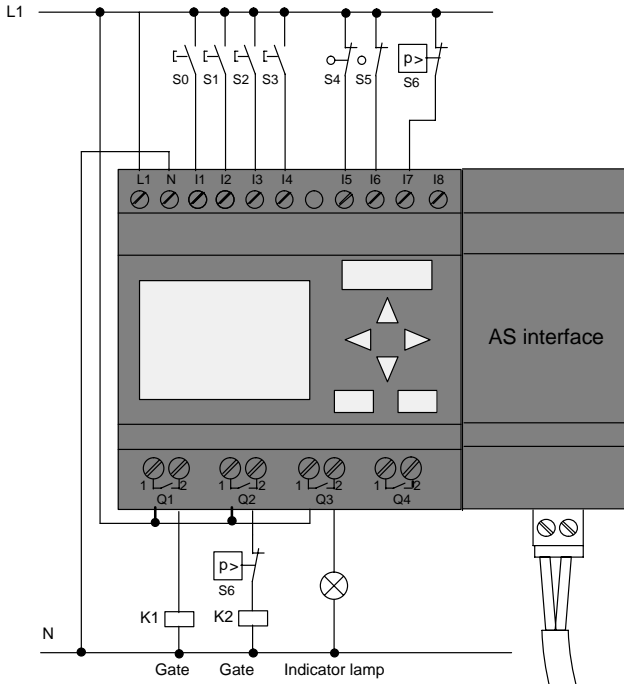 L1
p>
S0 S1 S2 S3 S4 S5 S6
L1 N I1 I2 I3 I4 I5 I6 I7 I8
AS interface
1 2 1 2 1 2 1 2
Q1 Q2 Q3 Q4
p>
S6
K1 K2
N
Gate Gate Indicator lamp